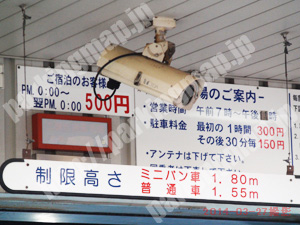 ご宿泊のお客様
PM. 0:00～
翌PM. 0:00 500円
場のご案内－
・営業時間 午前7時～午後
・駐車料金 最初の1時間 300円
その後30分毎 150円
・アンテナは下げて下さい。
制限高さ
ミニバン車 1. 80m
普通車 1. 55m